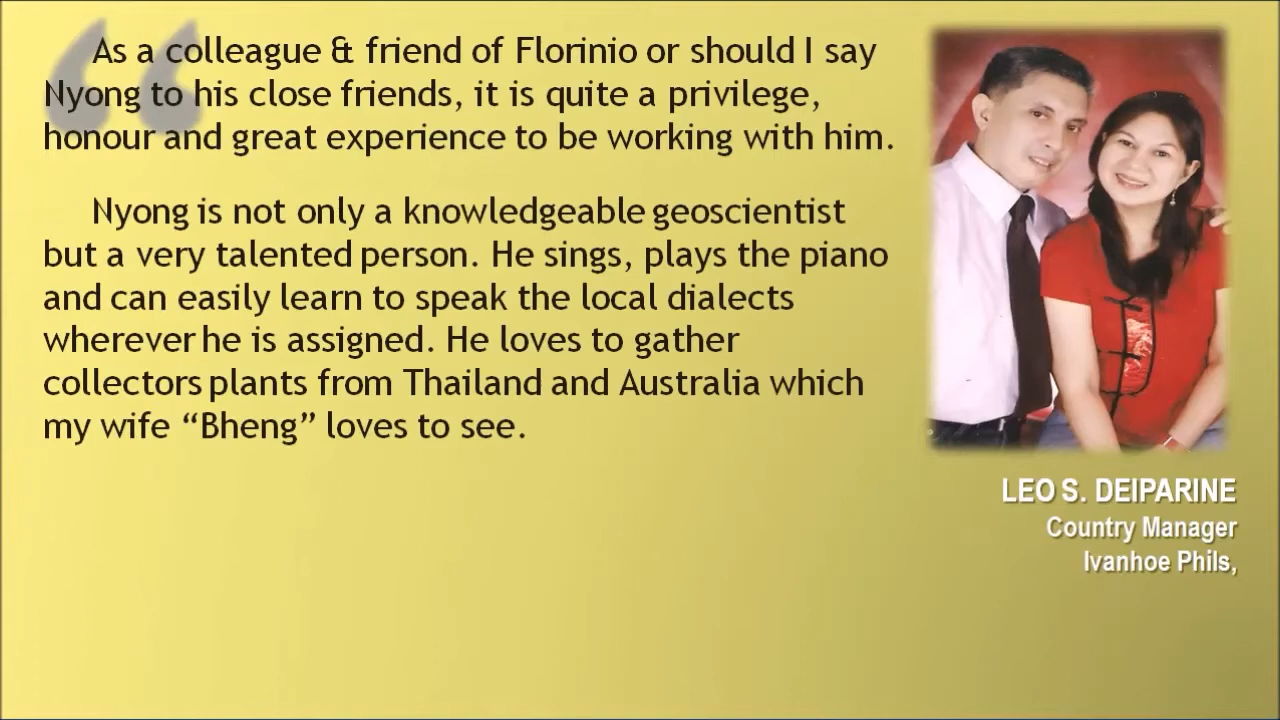 As a colleague & friend of Florinio or should I say
Nyong to his close friends, it is quite a privilege,
honour and great experience to be working with him.
Nyong is not only a knowledgeable geoscientist
but a very talented person. He sings, plays the piano
and can easily learn to speak the local dialects
wherever he is assigned. He loves to gather
collectors plants from Thailand and Australia which
my wife “Bheng” loves to see.
LEO S. DEIPARINE
Country Manager
Ivanhoe Phils,